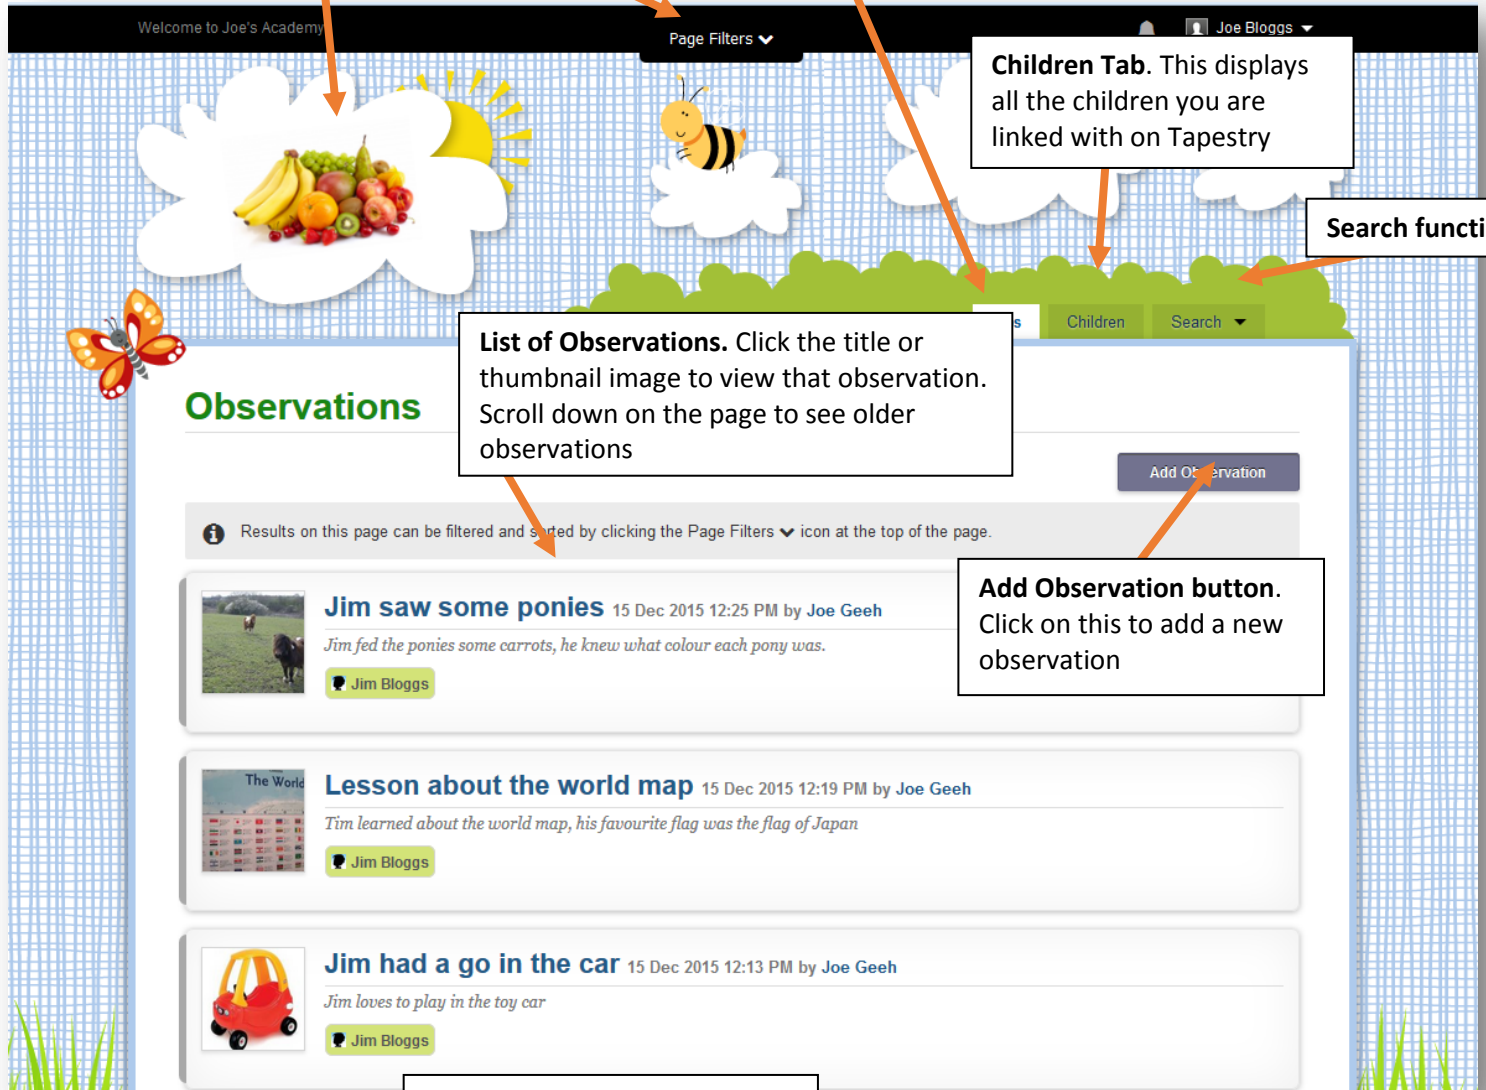 Welcome to Joe's Academy
Page Filters
Joe Bloggs
Children Tab. This displays
all the children you are
linked with on Tapestry
Search
Children
Search
List of Observations. Click the title or
thumbnail image to view that observation.
Scroll down on the page to see older
observations
Observations
Add Observation
Results on this page can be filtered and sorted by clicking the Page Filters icon at the top of the page.
Add Observation button.
Click on this to add a new
observation
Jim saw some ponies 15 Dec 2015 12:25 PM by Joe Geeh
Jim fed the ponies some carrots, he knew what colour each pony was.
Jim Bloggs
The World
Lesson about the world map 15 Dec 2015 12:19 PM by Joe Geeh
Tim learned about the world map, his favourite flag was the flag of Japan
Jim Bloggs
Jim had a go in the car 15 Dec 2015 12:13 PM by Joe Geeh
Jim loves to play in the toy car
Jim Bloggs